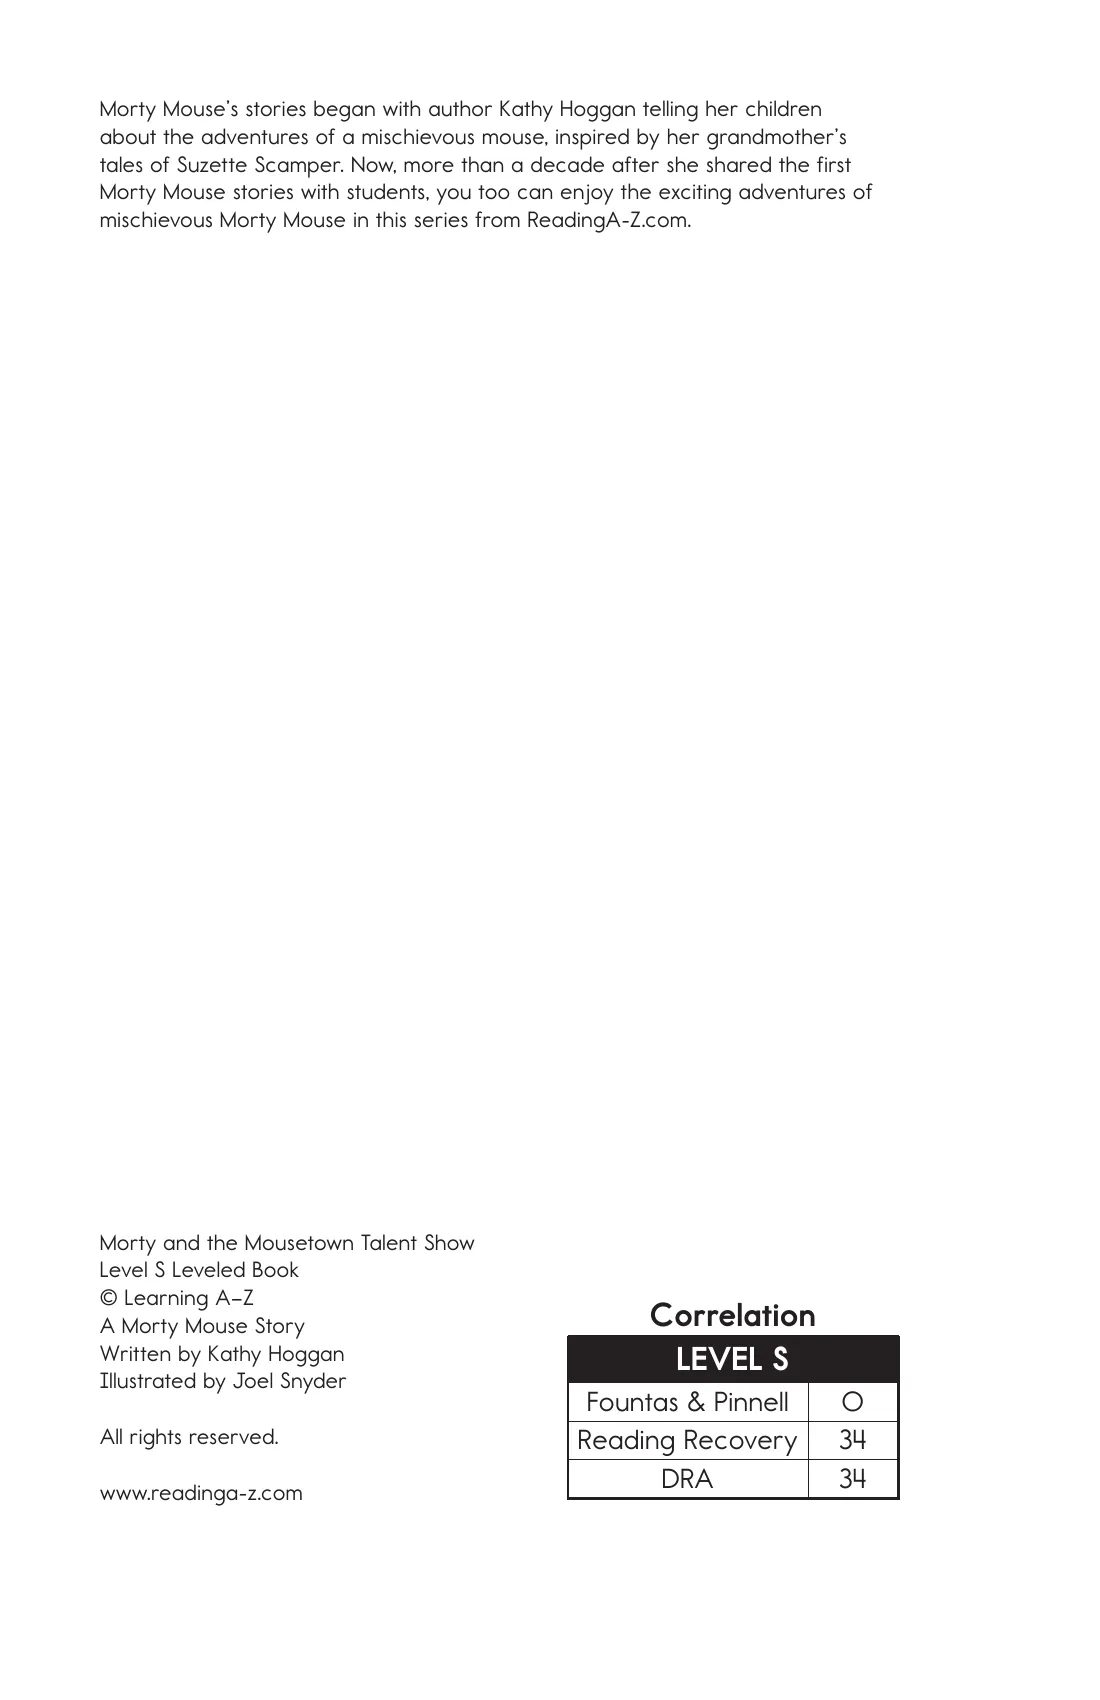 Morty Mouse’s stories began with author Kathy Hoggan telling her children
about the adventures of a mischievous mouse, inspired by her grandmother’s
tales of Suzette Scamper. Now, more than a decade after she shared the first
Morty Mouse stories with students, you too can enjoy the exciting adventures of
mischievous Morty Mouse in this series from ReadingA-Z.com.
Morty and the Mousetown Talent Show
Level S Leveled Book
© Learning A–Z
A Morty Mouse Story
Written by Kathy Hoggan
Illustrated by Joel Snyder
All rights reserved.
www.readinga-z.com
Correlation
LEVEL S
Fountas & Pinnell O
Reading Recovery 34
DRA 34